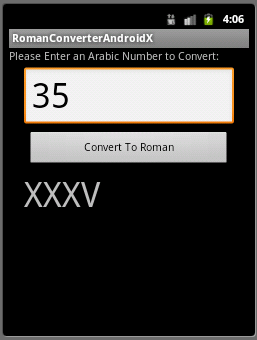 4:06
RomanConverterAndroidX
Please Enter an Arabic Number to Convert:
35
Convert To Roman
XXXV